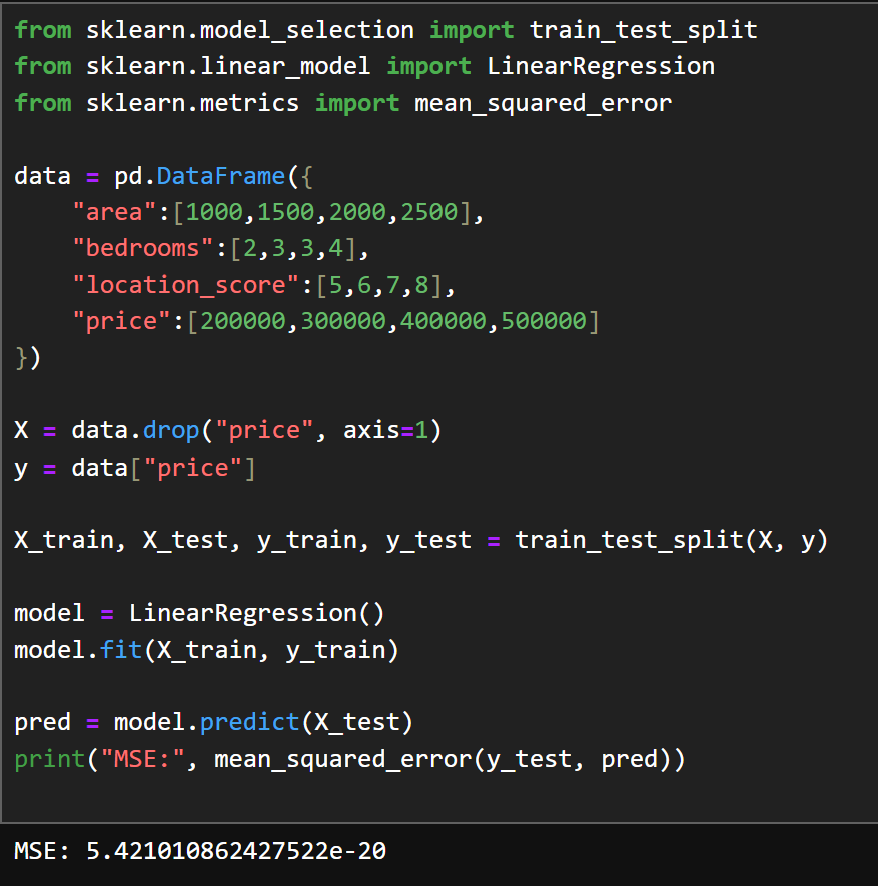 from sklearn.model_selection import train_test_split
from sklearn.linear_model import LinearRegression
from sklearn.metrics import mean_squared_error
data = pd.DataFrame({
    "area":[1000,1500,2000,2500],
    "bedrooms":[2,3,3,4],
    "location_score":[5,6,7,8],
    "price":[200000,300000,400000,500000]
})
X = data.drop("price", axis=1)
y = data["price"]
X_train, X_test, y_train, y_test = train_test_split(X, y)
model = LinearRegression()
model.fit(X_train, y_train)
pred = model.predict(X_test)
print("MSE:", mean_squared_error(y_test, pred))
MSE: 5.421010862427522e-20